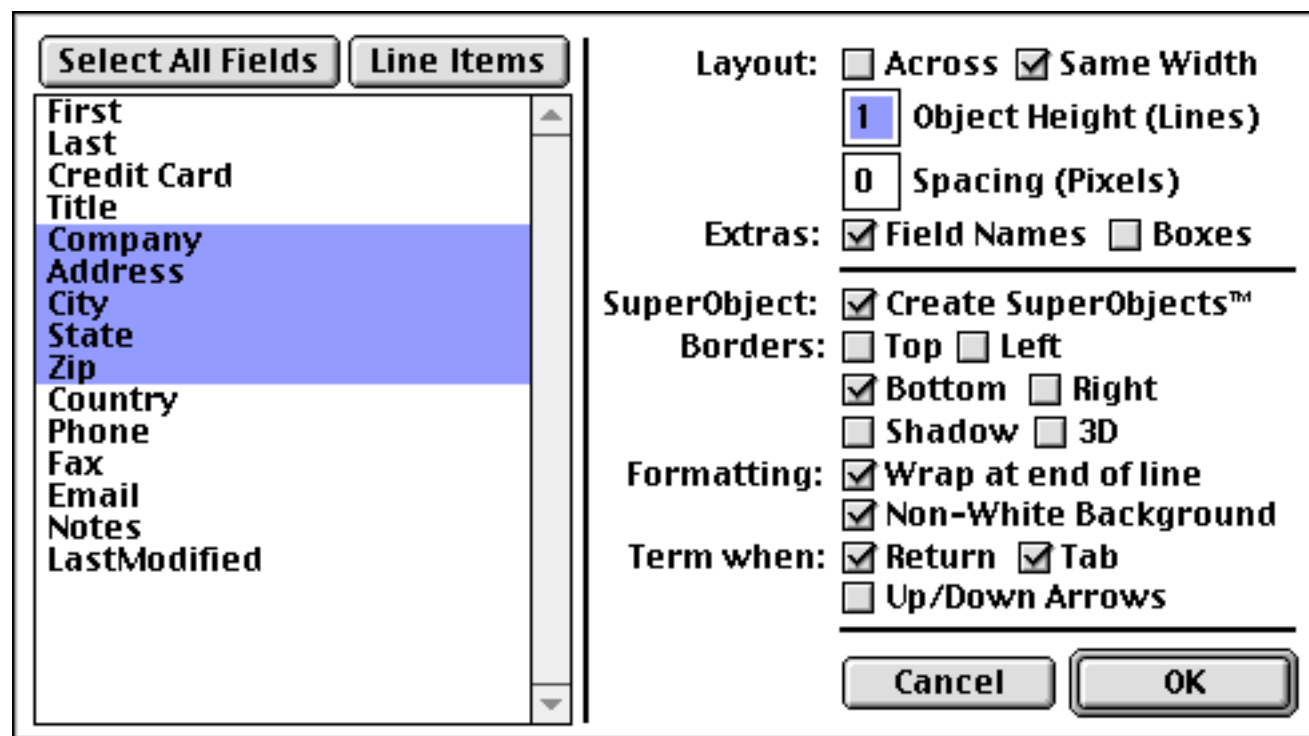 Select All Fields
Line Items
First
Last
Credit Card
Title
Company
Address
City
State
Zip
Country
Phone
Fax
Email
Notes
LastModified
Layout: Across Same Width
1 Object Height (Lines)
0 Spacing (Pixels)
Extras: Field Names Boxes
SuperObject: Create SuperObjects™
Borders: Top Left
Bottom Right
Shadow 3D
Formatting: Wrap at end of line
Non-White Background
Term when: Return Tab
Up/Down Arrows
Cancel OK